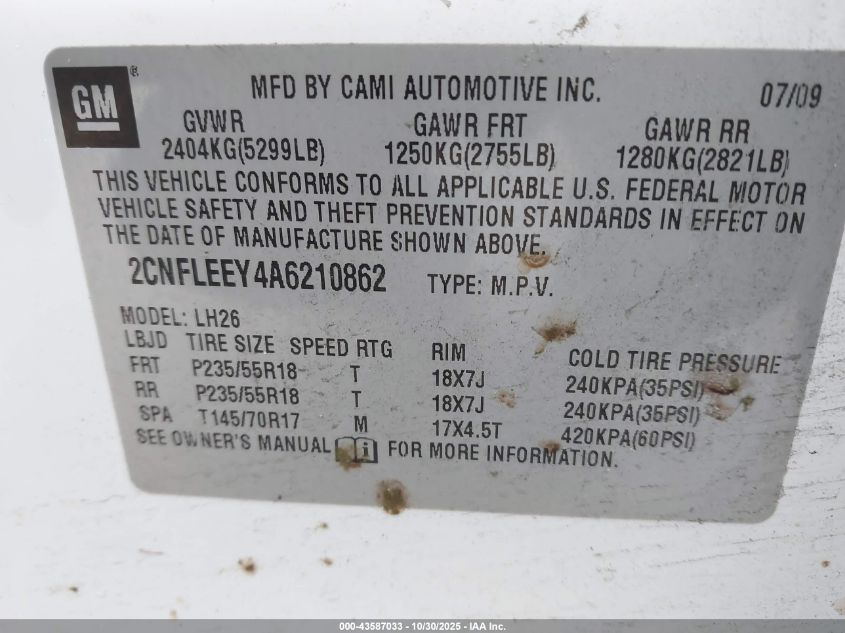 GM ®
MFD BY CAMI AUTOMOTIVE INC. 07/09
GVWR GAWR FRT GAWR RR
2404KG(5299LB) 1250KG(2755LB) 1280KG(2821LB)
THIS VEHICLE CONFORMS TO ALL APPLICABLE U.S. FEDERAL MOTOR
VEHICLE SAFETY AND THEFT PREVENTION STANDARDS IN EFFECT ON
THE DATE OF MANUFACTURE SHOWN ABOVE.
2CNFLEEY4A6210862 TYPE: M.P.V.
MODEL: LH26
LBJD TIRE SIZE SPEED RTG RIM COLD TIRE PRESSURE
FRT P235/55R18 T 18X7J 240KPA(35PSI)
RR P235/55R18 T 18X7J 240KPA(35PSI)
SPA T145/70R17 M 17X4.5T 420KPA(60PSI)
SEE OWNER'S MANUAL i FOR MORE INFORMATION.
000-43587033 - 10/30/2025 - IAA Inc.